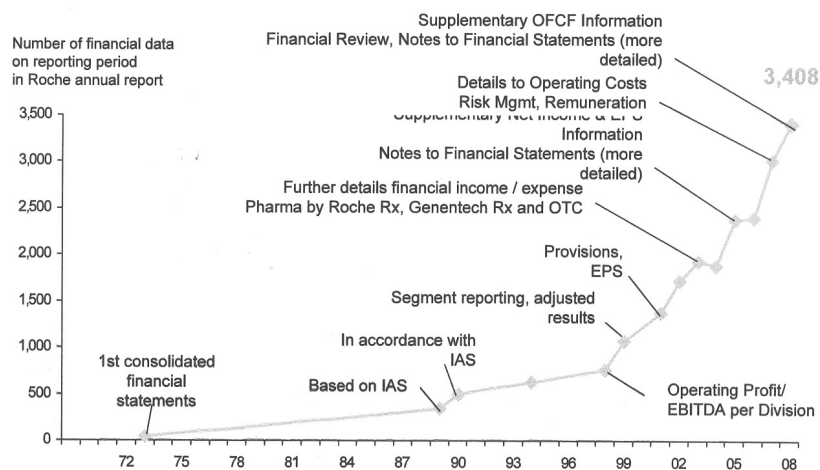 Supplementary OFCF Information
Financial Review, Notes to Financial Statements (more
detailed)
Number of financial data
on reporting period
in Roche annual report
3,408
Details to Operating Costs
Risk Mgmt, Remuneration
Supplementary Net Income & EPS
Information
Notes to Financial Statements (more
detailed)
Further details financial income / expense
Pharma by Roche Rx, Genentech Rx and OTC
Provisions,
EPS
Segment reporting, adjusted
results
In accordance with
IAS
1st consolidated
financial
statements
Based on IAS
Operating Profit/
EBITDA per Division
3,500
3,000
2,500
2,000
1,500
1,000
500
0
72 75 78 81 84 87 90 93 96 99 02 05 08